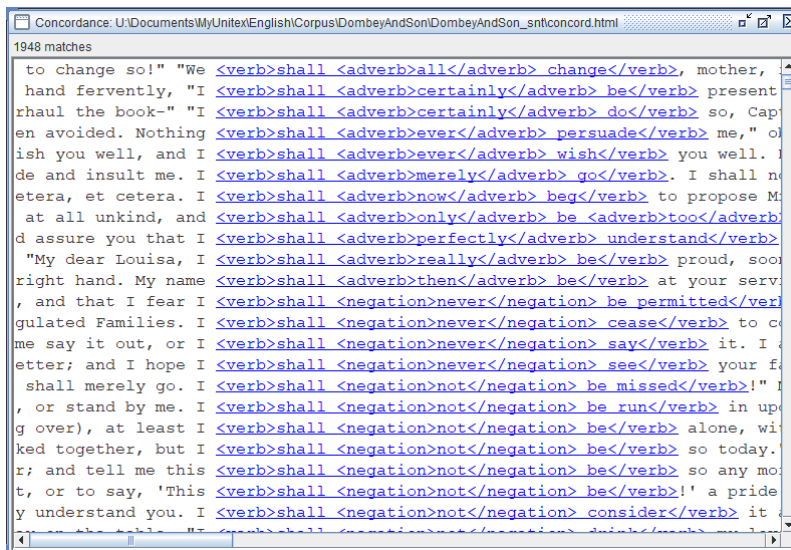 Concordance: U:\Documents\MyUnitex\English\Corpus\DombeyAndSon\DombeyAndSon_snt\concord.html
1948 matches
to change so!" "We <verb>shall <adverb>all</adverb> change</verb>, mother,
hand fervently, "I <verb>shall <adverb>certainly</adverb> be</verb> present
rhaul the book-" "I <verb>shall <adverb>certainly</adverb> do</verb> so, Cap
en avoided. Nothing <verb>shall <adverb>ever</adverb> persuade</verb> me,"
ish you well, and I <verb>shall <adverb>ever</adverb> wish</verb> you well.
de and insult me. I <verb>shall <adverb>merely</adverb> go</verb>. I shall
etera, et cetera. I <verb>shall <adverb>now</adverb> beg</verb> to propose
at all unkind, and <verb>shall <adverb>only</adverb> be <adverb>too</adverb>
d assure you that I <verb>shall <adverb>perfectly</adverb> understand</verb>
"My dear Louisa, I <verb>shall <adverb>really</adverb> be</verb> proud, soo
right hand. My name <verb>shall <adverb>then</adverb> be</verb> at your serv
, and that I fear I <verb>shall <negation>never</negation> be permitted</ver
gulated Families. I <verb>shall <negation>never</negation> cease</verb> to
me say it out, or I <verb>shall <negation>never</negation> say</verb> it. I
etter; and I hope I <verb>shall <negation>never</negation> see</verb> your
shall merely go. I <verb>shall <negation>not</negation> be missed</verb>!"
, or stand by me. I <verb>shall <negation>not</negation> be run</verb> in
g over), at least I <verb>shall <negation>not</negation> be</verb> alone,
ked together, but I <verb>shall <negation>not</negation> be</verb> so today.
r; and tell me this <verb>shall <negation>not</negation> be</verb> so any
t, or to say, 'This <verb>shall <negation>not</negation> be</verb>!' a pride
y understand you. I <verb>shall <negation>not</negation> consider</verb> it